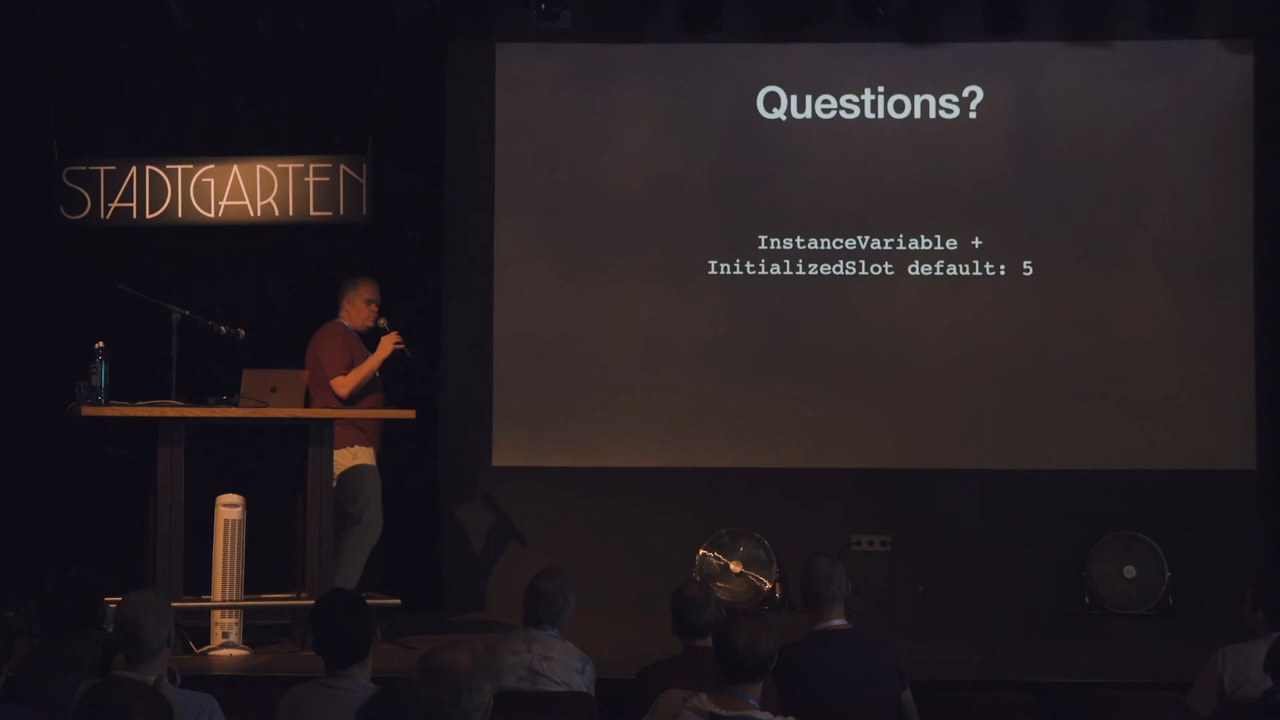 STADTGARTEN
Questions?
InstanceVariable +
InitializedSlot default: 5